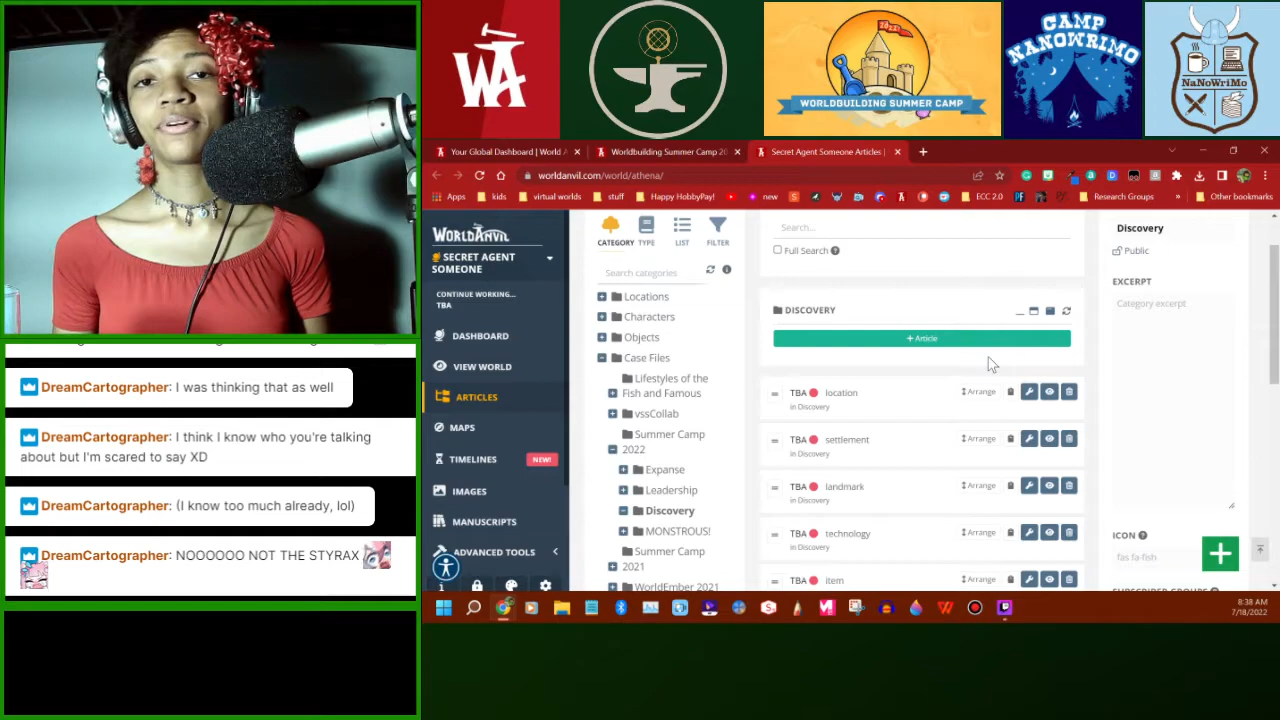 WA
WORLDBUILDING SUMMER CAMP
CAMP
NANOWRIMO
NaNoWriMo
Your Global Dashboard | World A
Worldbuilding Summer Camp 20
Secret Agent Someone Articles |
worldanvil.com/world/athena/
Apps
kids
virtual worlds
stuff
Happy HobbyPay!
new
ECC 2.0
Research Groups
Other bookmarks
WORLDANVIL
SECRET AGENT
SOMEONE
CONTINUE WORKING...
TBA
DASHBOARD
VIEW WORLD
ARTICLES
MAPS
TIMELINES
NEW!
IMAGES
MANUSCRIPTS
ADVANCED TOOLS
CATEGORY
TYPE
LIST
FILTER
Search categories
Locations
Characters
Objects
Case Files
Lifestyles of the
Fish and Famous
vssCollab
Summer Camp
2022
Expanse
Leadership
Discovery
MONSTROUS!
Summer Camp
2021
WorldEmber 2021
Search...
Full Search
DISCOVERY
+ Article
TBA location
Arrange
in Discovery
TBA settlement
Arrange
in Discovery
TBA landmark
Arrange
in Discovery
TBA technology
Arrange
in Discovery
TBA item
Arrange
Discovery
Public
EXCERPT
Category excerpt
ICON
fas fa-fish
SUBSCRIBER GROUPS
8:38 AM
7/18/2022
DreamCartographer: I was thinking that as well
DreamCartographer: I think I know who you're talking
about but I'm scared to say XD
DreamCartographer: (I know too much already, lol)
DreamCartographer: NOOOOOO NOT THE STYRAX